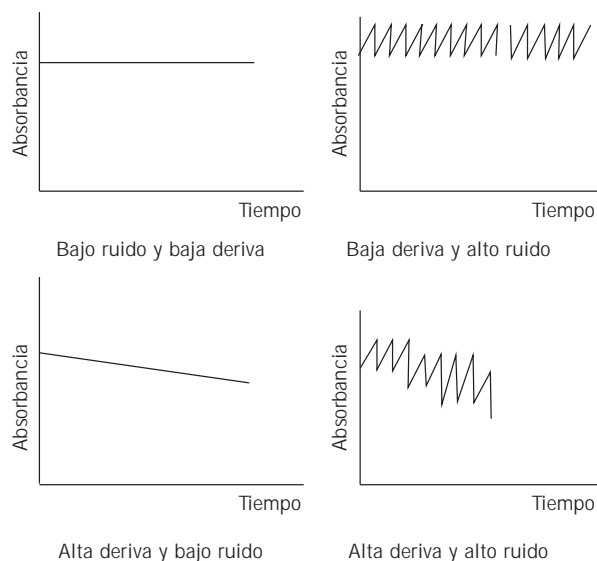 Absorbancia
Tiempo
Bajo ruido y baja deriva
Absorbancia
Tiempo
Baja deriva y alto ruido
Absorbancia
Tiempo
Alta deriva y bajo ruido
Absorbancia
Tiempo
Alta deriva y alto ruido